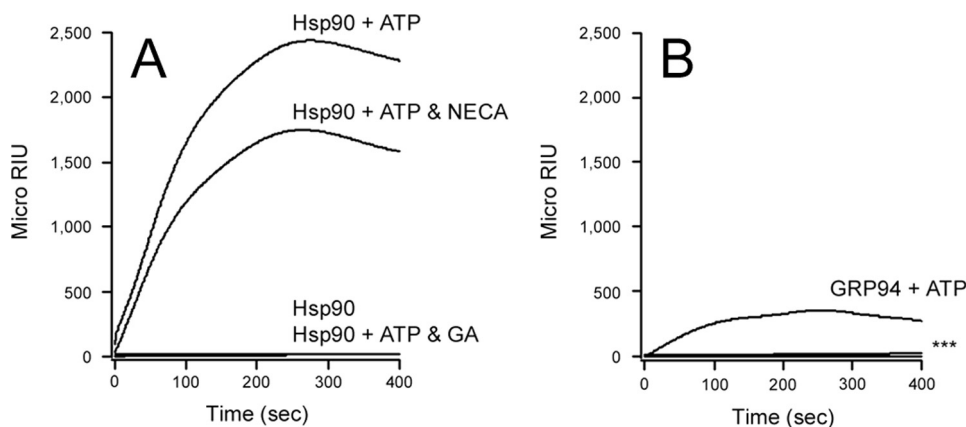 A
Hsp90 + ATP
Hsp90 + ATP & NECA
Hsp90
Hsp90 + ATP & GA
Micro RIU
2,500
2,000
1,500
1,000
500
0
0 100 200 300 400
Time (sec)
B
GRP94 + ATP
***
Micro RIU
2,500
2,000
1,500
1,000
500
0
0 100 200 300 400
Time (sec)